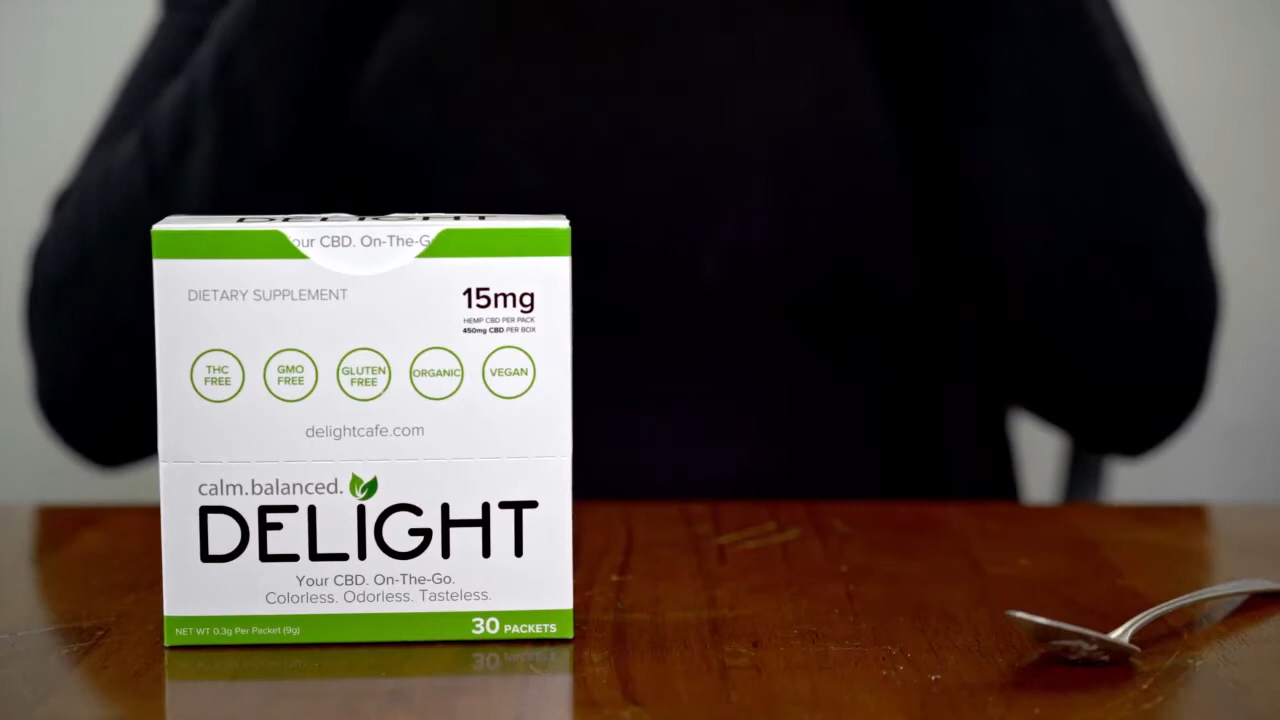 DELIGHT
Your CBD. On-The-G
DIETARY SUPPLEMENT
15mg
HEMP CBD PER PACK
450mg CBD PER BOX
THC
FREE
GMO
FREE
GLUTEN
FREE
ORGANIC
VEGAN
delightcafe.com
calm.balanced.
DELIGHT
Your CBD. On-The-Go.
Colorless. Odorless. Tasteless.
NET WT 0.3g Per Packet (9g)
30 PACKETS